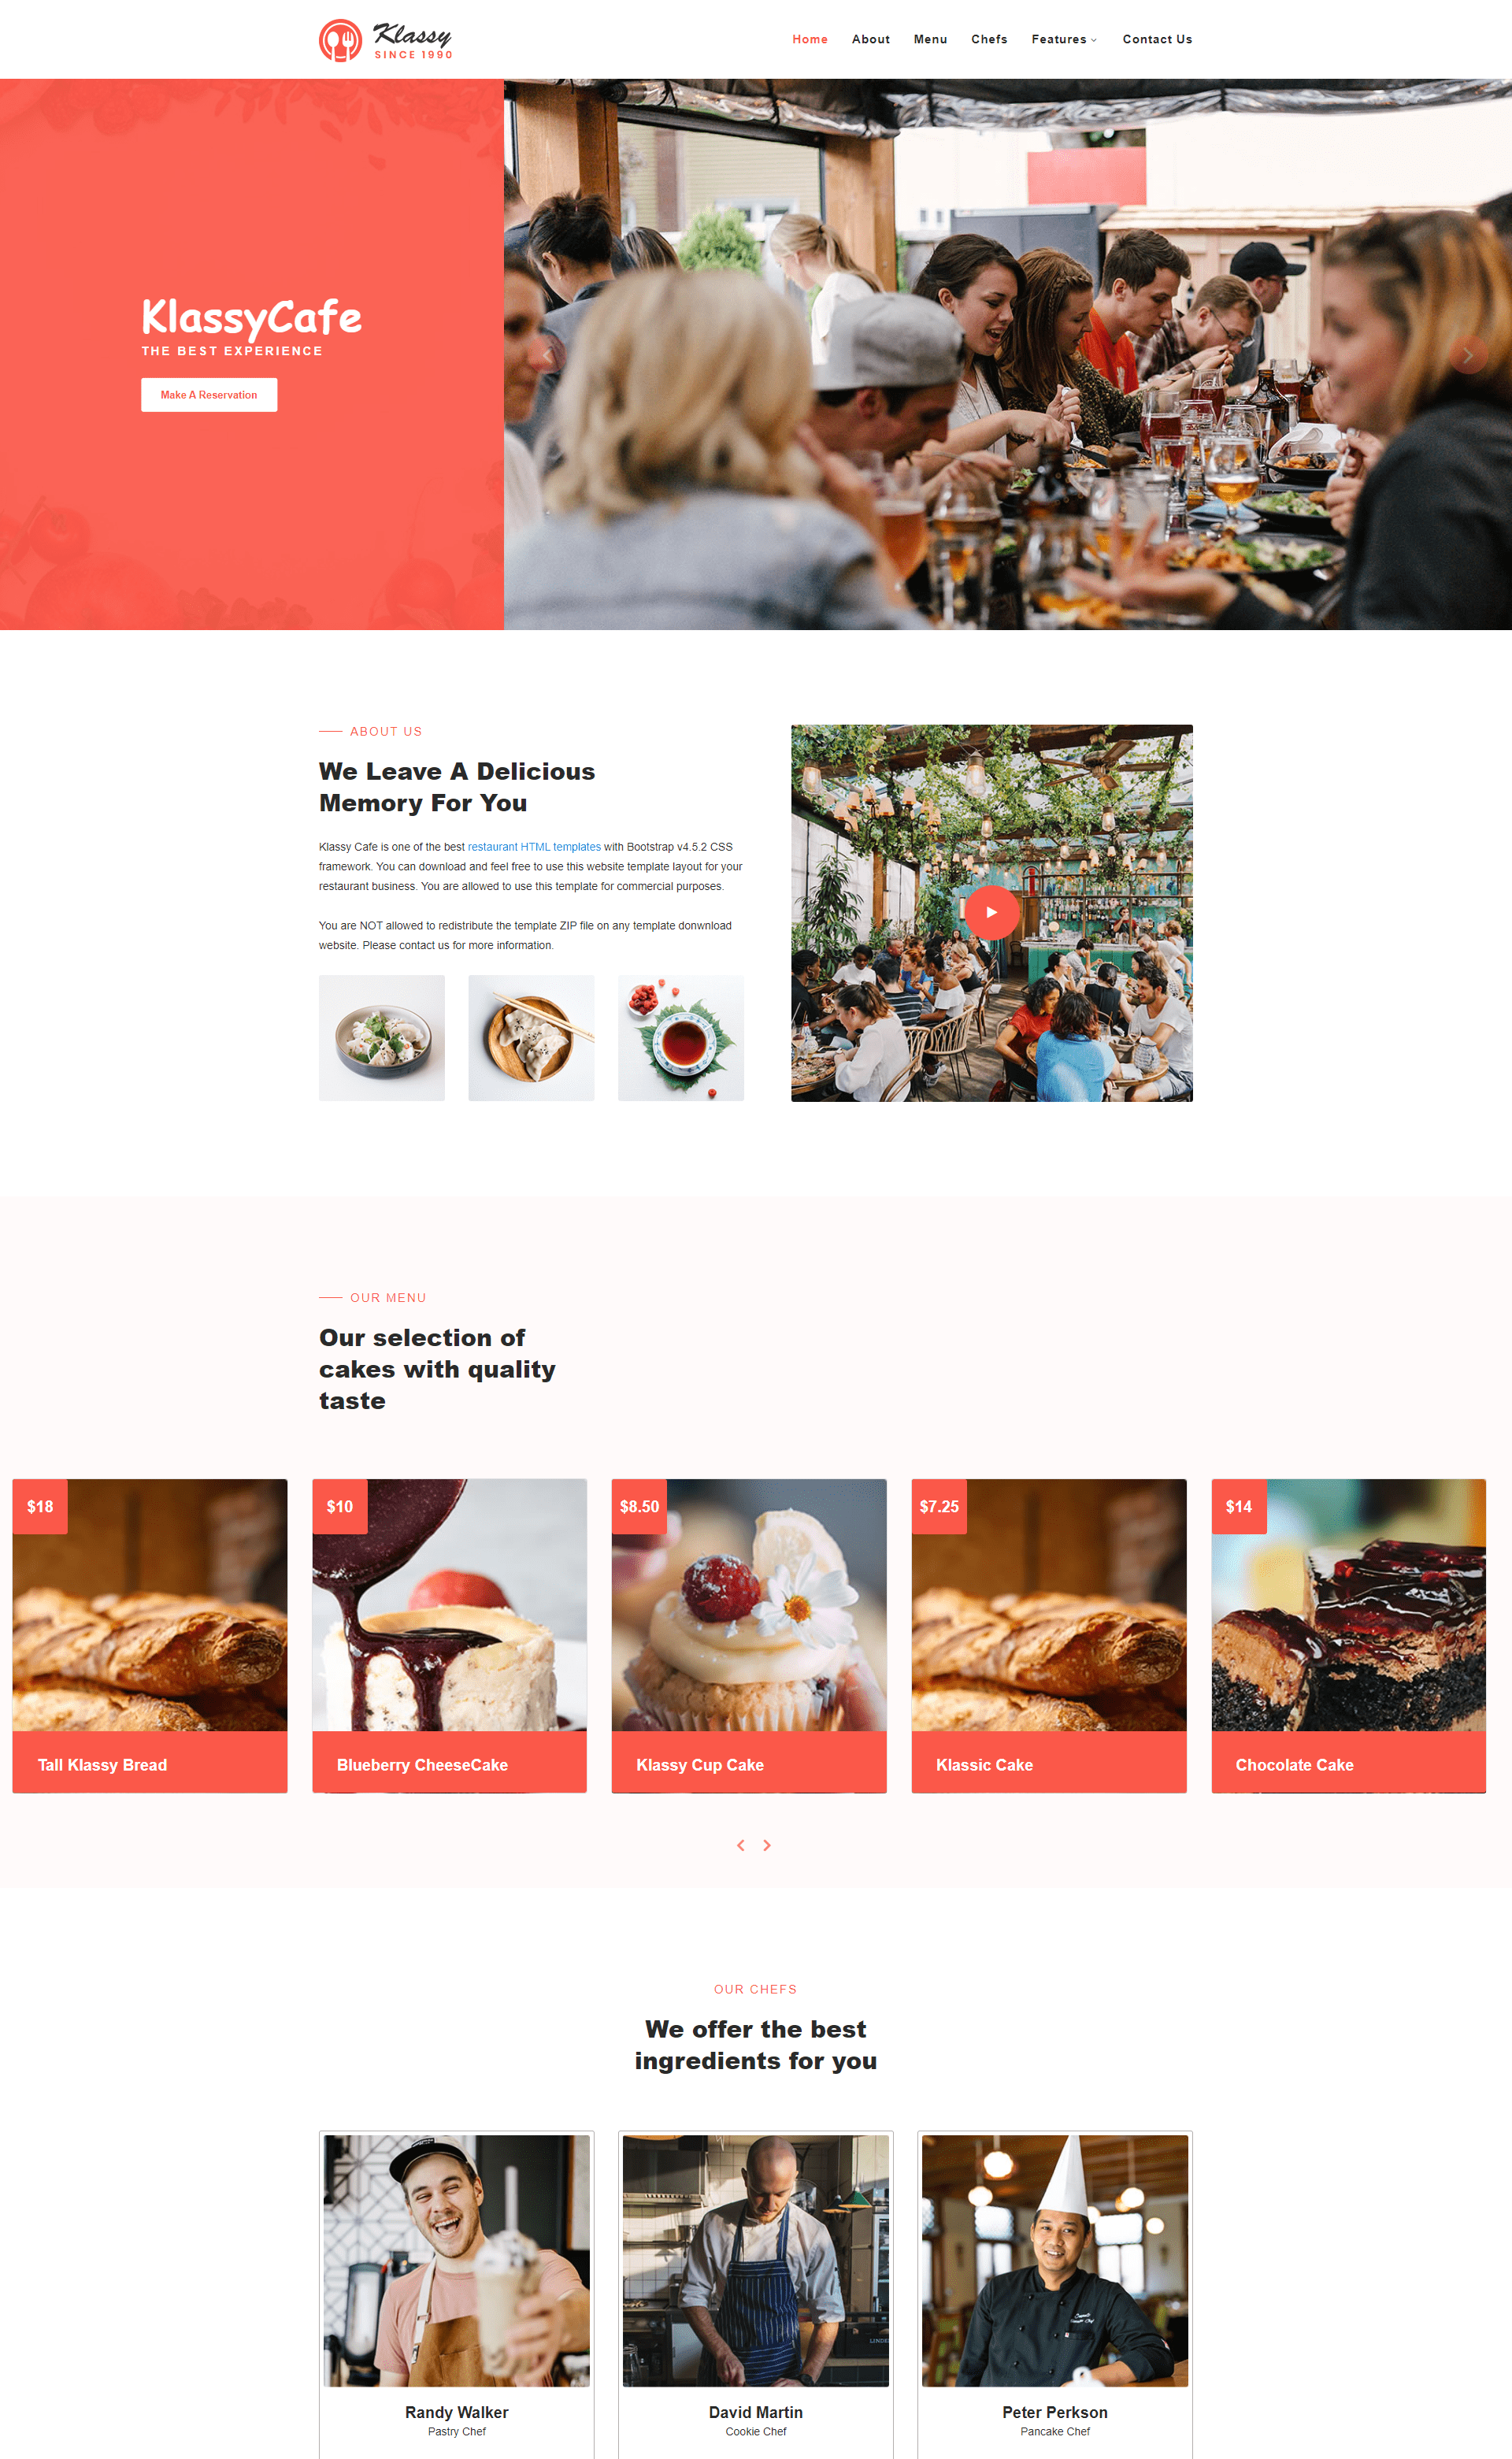 Klassy
SINCE 1990
Home About Menu Chefs Features Contact Us
KlassyCafe
THE BEST EXPERIENCE
Make A Reservation
ABOUT US
We Leave A Delicious
Memory For You
Klassy Cafe is one of the best restaurant HTML templates with Bootstrap v4.5.2 CSS
framework. You can download and feel free to use this website template layout for your
restaurant business. You are allowed to use this template for commercial purposes.
You are NOT allowed to redistribute the template ZIP file on any template donwnload
website. Please contact us for more information.
OUR MENU
Our selection of
cakes with quality
taste
$18
Tall Klassy Bread
$10
Blueberry CheeseCake
$8.50
Klassy Cup Cake
$7.25
Klassic Cake
$14
Chocolate Cake
OUR CHEFS
We offer the best
ingredients for you
Randy Walker
Pastry Chef
David Martin
Cookie Chef
Peter Perkson
Pancake Chef